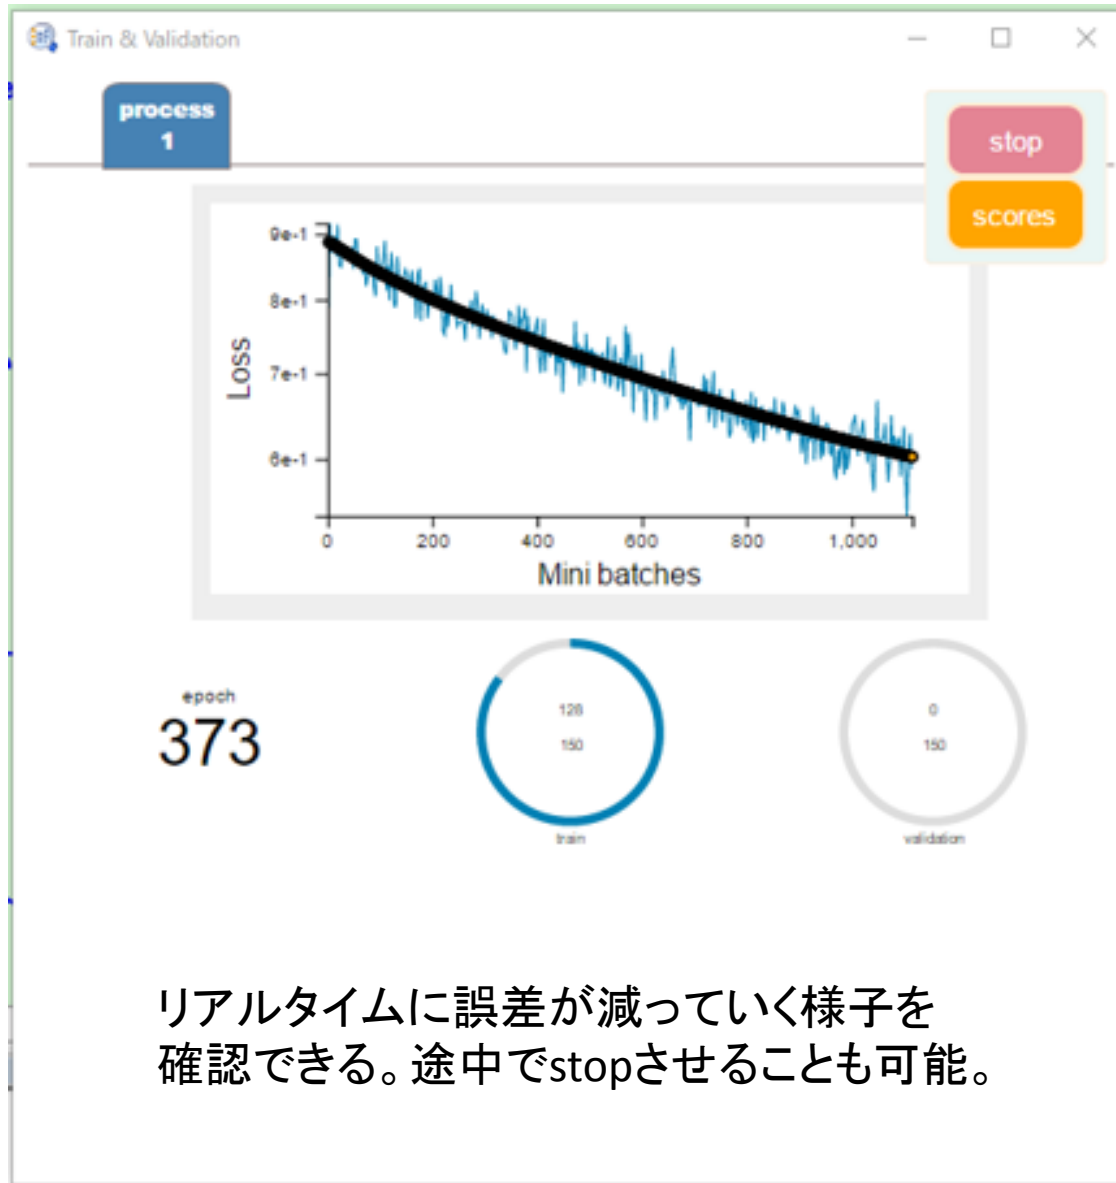 Train & Validation
process
1
stop
scores
9e-1
8e-1
7e-1
6e-1
Loss
0 200 400 600 800 1,000
Mini batches
epoch
373
128
150
train
0
150
validation
リアルタイムに誤差が減っていく様子を
確認できる。途中でstopさせることも可能。